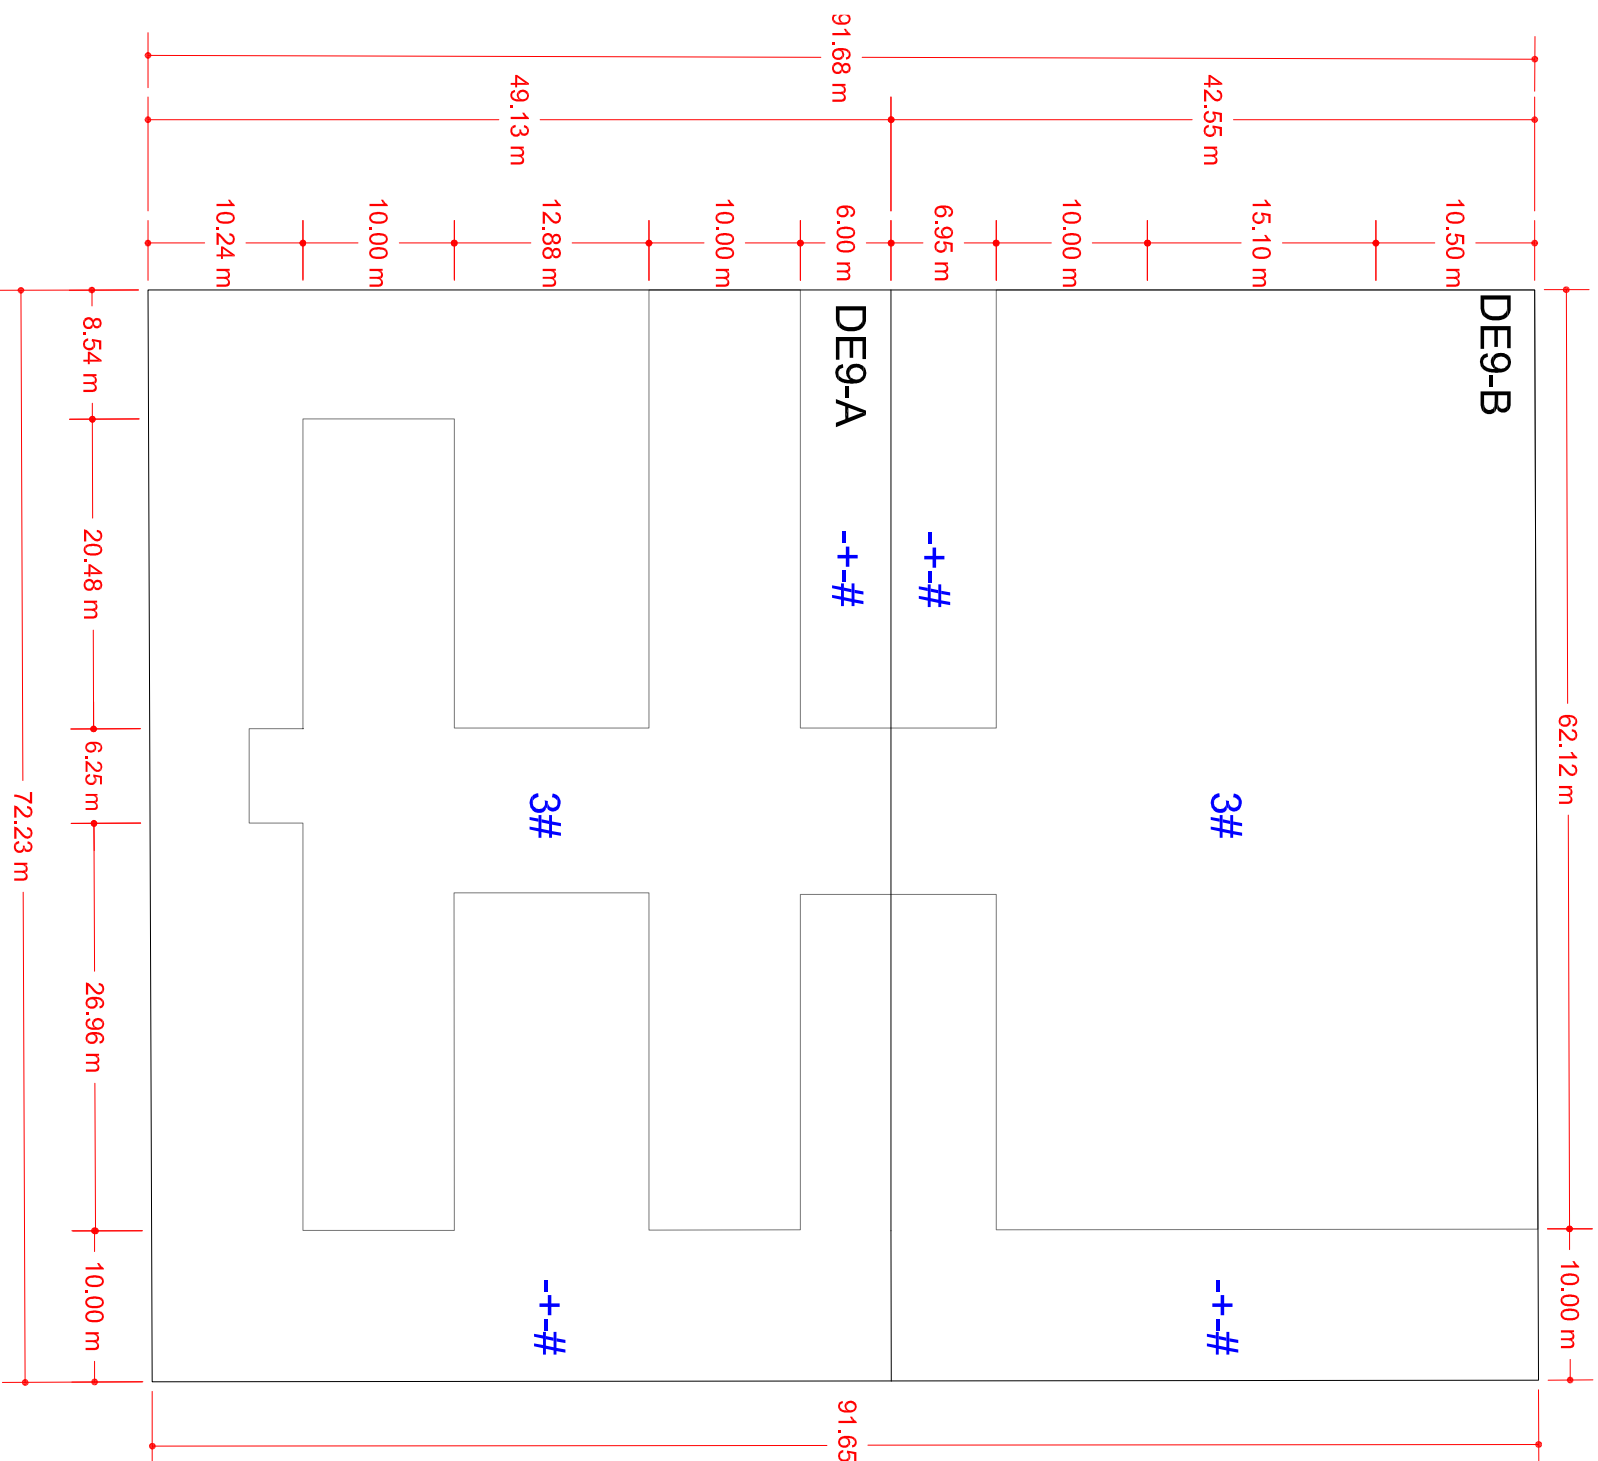 91.68 m
49.13 m
42.55 m
10.24 m
10.00 m
12.88 m
10.00 m
6.00 m
6.95 m
10.00 m
15.10 m
10.50 m
DE9-A
DE9-B
8.54 m
20.48 m
6.25 m
26.96 m
10.00 m
72.23 m
-+-#
-+-#
3#
3#
-+-#
-+-#
62.12 m
10.00 m
91.65